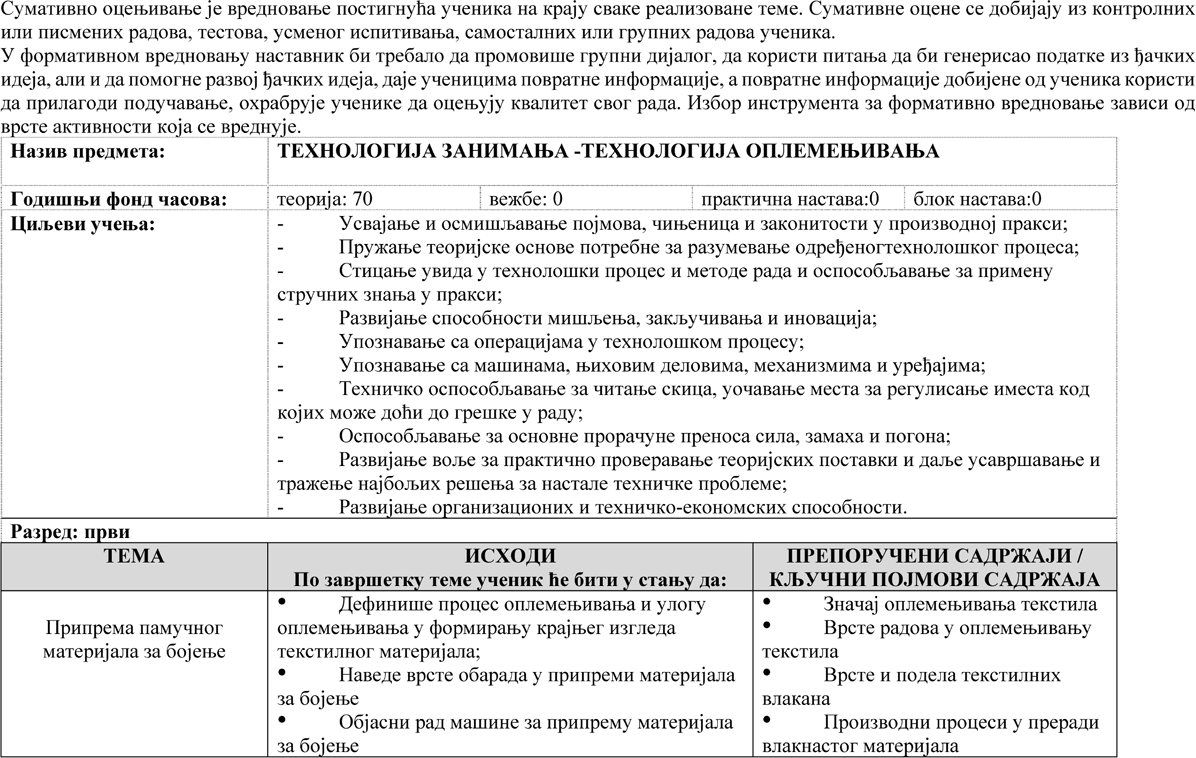 Сумативно оцењивање је вредновање постигнућа ученика на крају сваке реализоване теме. Сумативне оцене се добијају из контролних
или писмених радова, тестова, усменог испитивања, самосталних или групних радова ученика.
У формативном вредновању наставник би требало да промовише групни дијалог, да користи питања да би генерисао податке из ђачких
идеја, али и да помогне развој ђачких идеја, даје ученицима повратне информације, а повратне информације добијене од ученика користи
да прилагоди подучавање, охрабрује ученике да оцењују квалитет свог рада. Избор инструмента за формативно вредновање зависи од
врсте активности која се вреднује.
Назив предмета: ТЕХНОЛОГИЈА ЗАНИМАЊА -ТЕХНОЛОГИЈА ОПЛЕМЕЊИВАЊА
Годишњи фонд часова: теорија: 70 вежбе: 0 практична настава:0 блок настава:0
Циљеви учења: - Усвајање и осмишљавање појмова, чињеница и законитости у производној пракси;
- Пружање теоријске основе потребне за разумевање одређеногтехнолошког процеса;
- Стицање увида у технолошки процес и методе рада и оспособљавање за примену
стручних знања у пракси;
- Развијање способности мишљења, закључивања и иновација;
- Упознавање са операцијама у технолошком процесу;
- Упознавање са машинама, њиховим деловима, механизмима и уређајима;
- Техничко оспособљавање за читање скица, уочавање места за регулисање иместа код
којих може доћи до грешке у раду;
- Оспособљавање за основне прорачуне преноса сила, замаха и погона;
- Развијање воље за практично проверавање теоријских поставки и даље усавршавање и
тражење најбољих решења за настале техничке проблеме;
- Развијање организационих и техничко-економских способности.
Разред: први
ТЕМА
ИСХОДИ
По завршетку теме ученик ће бити у стању да:
ПРЕПОРУЧЕНИ САДРЖАЈИ /
КЉУЧНИ ПОЈМОВИ САДРЖАЈА
Припрема памучног
материјала за бојење
• Дефинише процес оплемењивања и улогу
оплемењивања у формирању крајњег изгледа
текстилног материјала;
• Наведе врсте обарада у припреми материјала
за бојење
• Објасни рад машине за припрему материјала
за бојење
• Значај оплемењивања текстила
• Врсте радова у оплемењивању
текстила
• Врсте и подела текстилних
влакана
• Производни процеси у преради
влакнастог материјала